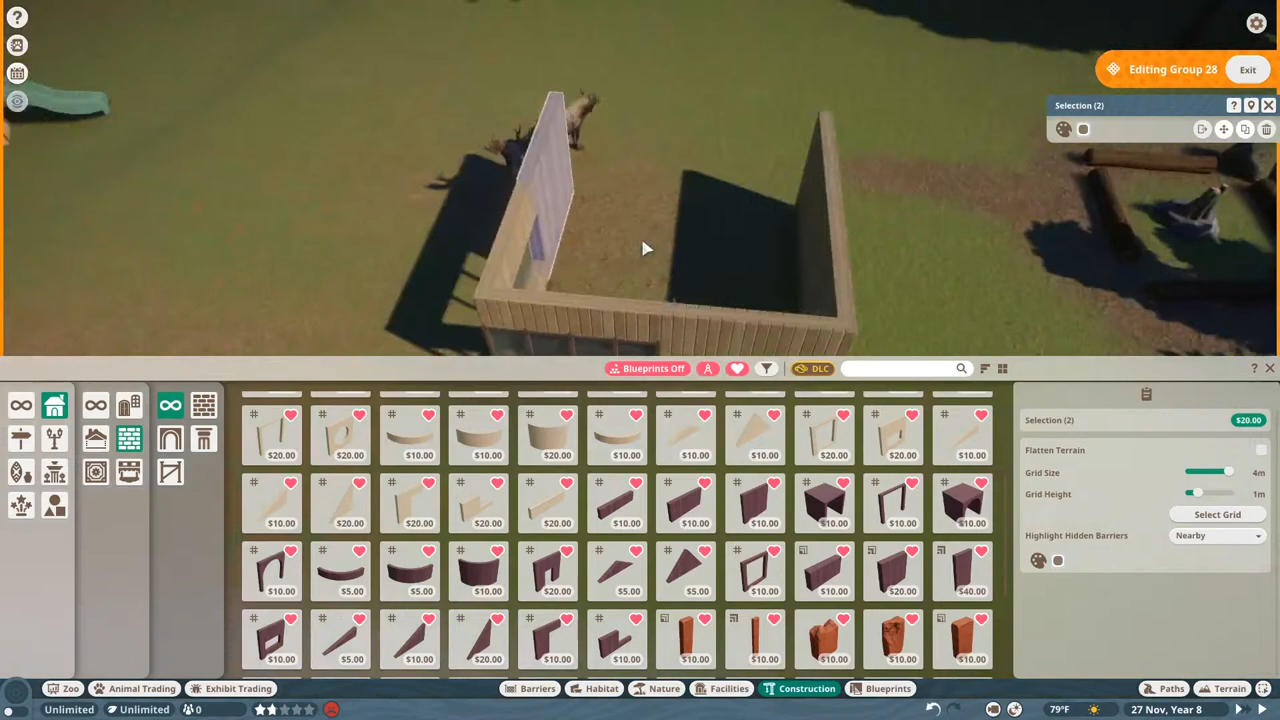 ?
Editing Group 28
Exit
Selection (2)
?
Blueprints Off
DLC
?
$20.00 $20.00 $10.00 $10.00 $20.00 $10.00 $10.00 $10.00 $20.00 $20.00 $10.00
$10.00 $20.00 $10.00 $20.00 $20.00 $10.00 $10.00 $10.00 $10.00 $10.00 $10.00
$10.00 $5.00 $5.00 $10.00 $20.00 $5.00 $5.00 $10.00 $10.00 $20.00 $40.00
$10.00 $5.00 $10.00 $20.00 $10.00 $10.00 $10.00 $10.00 $10.00 $10.00 $10.00
Selection (2)
$20.00
Flatten Terrain
Grid Size
4m
Grid Height
1m
Select Grid
Highlight Hidden Barriers
Nearby
Zoo
Animal Trading
Exhibit Trading
Barriers
Habitat
Nature
Facilities
Construction
Blueprints
Paths
Terrain
Unlimited
Unlimited
0
79°F
27 Nov, Year 8